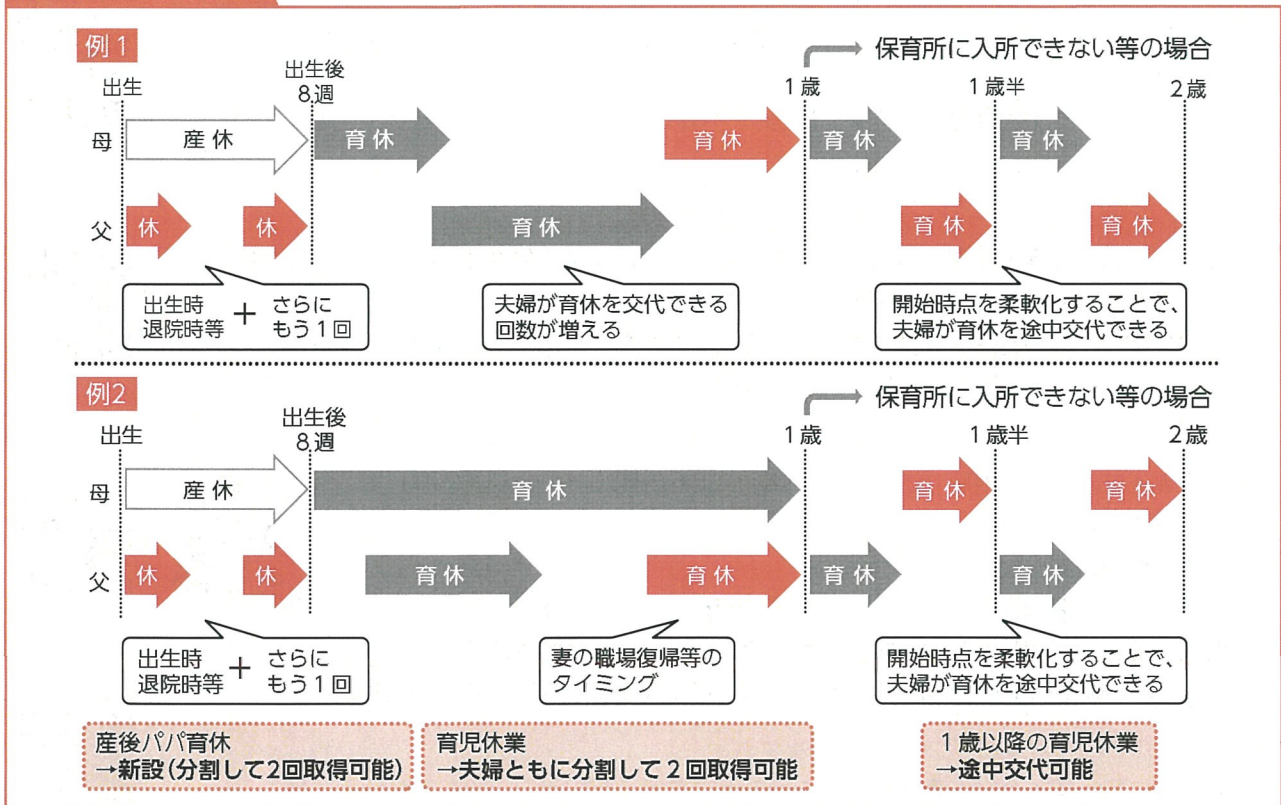 例1
保育所に入所できない等の場合
出生
出生後
8週
1歳
1歳半
2歳
母
産休
育休
育休
育休
育休
父
休
休
育休
育休
育休
出生時
退院時等
+
さらに
もう1回
夫婦が育休を交代できる
回数が増える
開始時点を柔軟化することで、
夫婦が育休を途中交代できる
例2
保育所に入所できない等の場合
出生
出生後
8週
1歳
1歳半
2歳
母
産休
育休
育休
育休
父
休
休
育休
育休
育休
育休
出生時
退院時等
+
さらに
もう1回
妻の職場復帰等の
タイミング
開始時点を柔軟化することで、
夫婦が育休を途中交代できる
産後パパ育休
→新設(分割して2回取得可能)
育児休業
→夫婦ともに分割して2回取得可能
1歳以降の育児休業
→途中交代可能